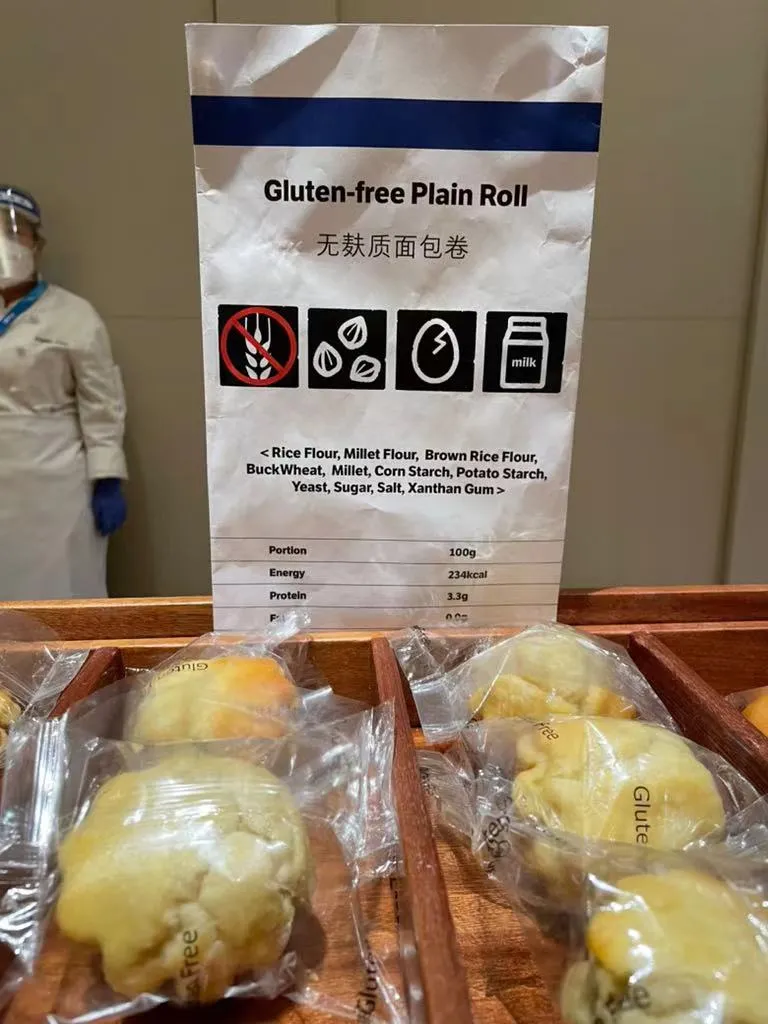 Gluten-free Plain Roll
无麸质面包卷
milk
< Rice Flour, Millet Flour, Brown Rice Flour,
BuckWheat, Millet, Corn Starch, Potato Starch,
Yeast, Sugar, Salt, Xanthan Gum >
Portion 100g
Energy 234kcal
Protein 3.3g
Gluten
Free
Glute
Free
Glute